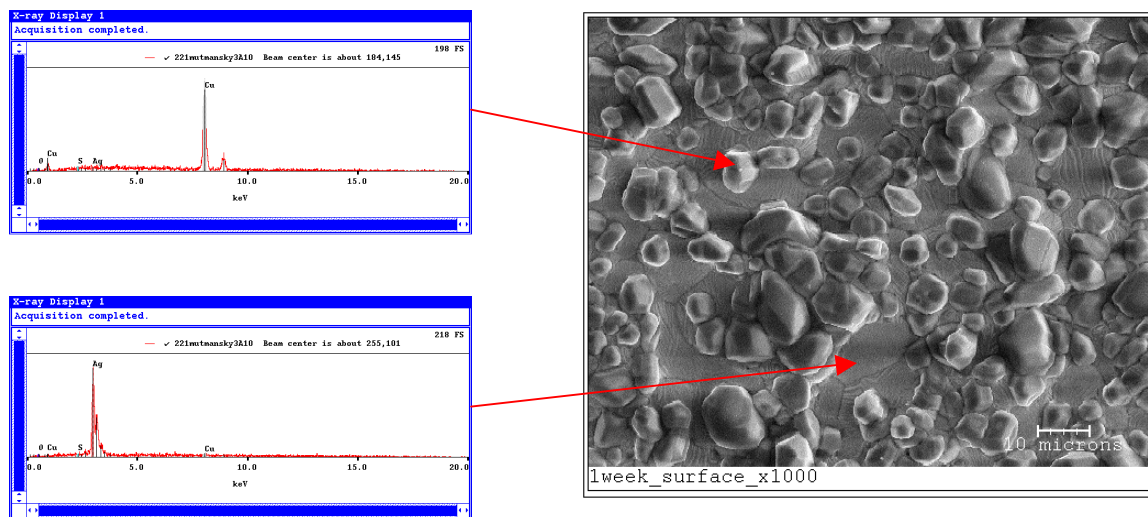 X-ray Display 1
Acquisition completed.
198 FS
✓ 221mutmansky3A10 Beam center is about 184,145
Cu
O Cu S Ag
0.0 5.0 10.0 15.0 20.0
keV
X-ray Display 1
Acquisition completed.
218 FS
✓ 221mutmansky3A10 Beam center is about 255,101
Ag
O Cu S Cu
0.0 5.0 10.0 15.0 20.0
keV
10 microns
1week_surface_x1000